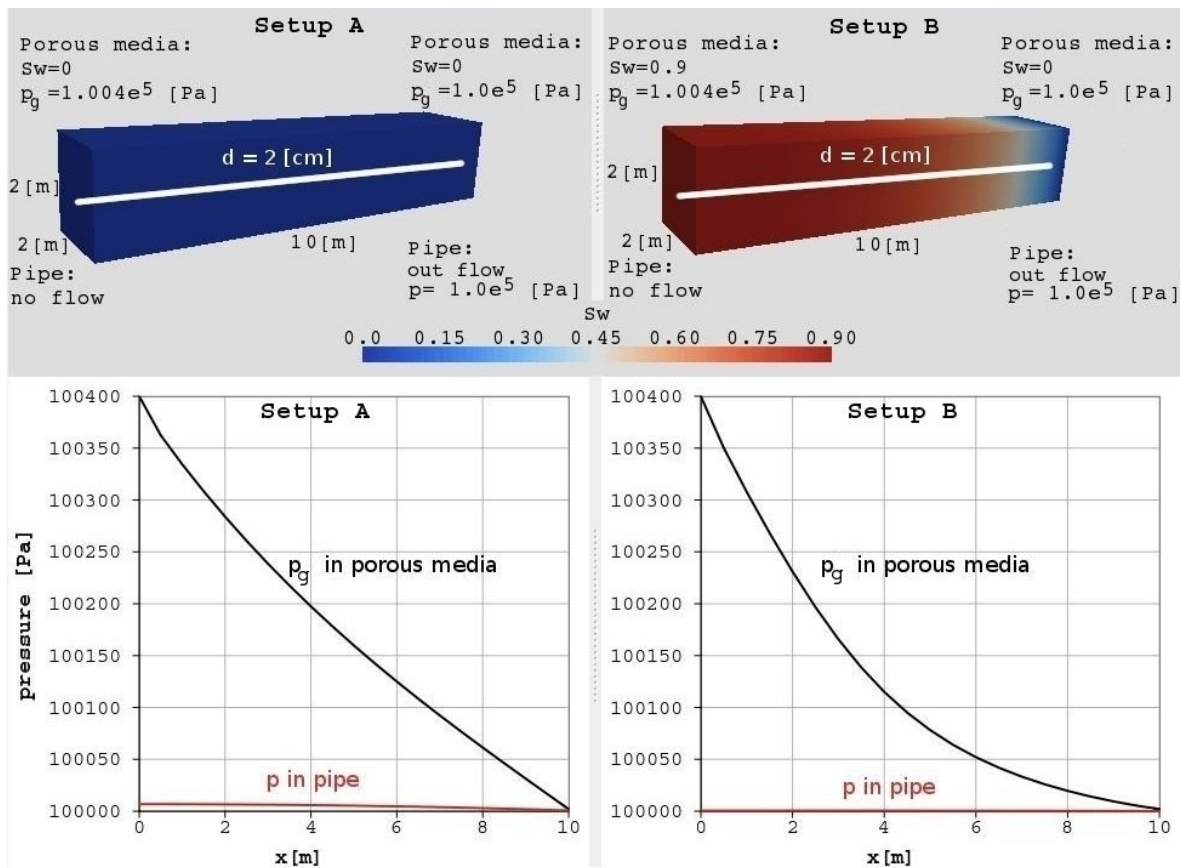 Setup A
Porous media:
Sw=0
pg =1.004e5 [Pa]
Porous media:
Sw=0
pg =1.0e5 [Pa]
d = 2 [cm]
2[m]
2[m]
10[m]
Pipe:
no flow
Pipe:
out flow
p= 1.0e5 [Pa]
Setup B
Porous media:
Sw=0.9
pg =1.004e5 [Pa]
Porous media:
Sw=0
pg =1.0e5 [Pa]
d = 2 [cm]
2[m]
2[m]
10[m]
Pipe:
no flow
Pipe:
out flow
p= 1.0e5 [Pa]
Sw
0.0 0.15 0.30 0.45 0.60 0.75 0.90
Setup A
pressure [Pa]
100400
100350
100300
100250
100200
100150
100100
100050
100000
pg in porous media
p in pipe
0 2 4 6 8 10
x[m]
Setup B
100400
100350
100300
100250
100200
100150
100100
100050
100000
pg in porous media
p in pipe
0 2 4 6 8 10
x[m]